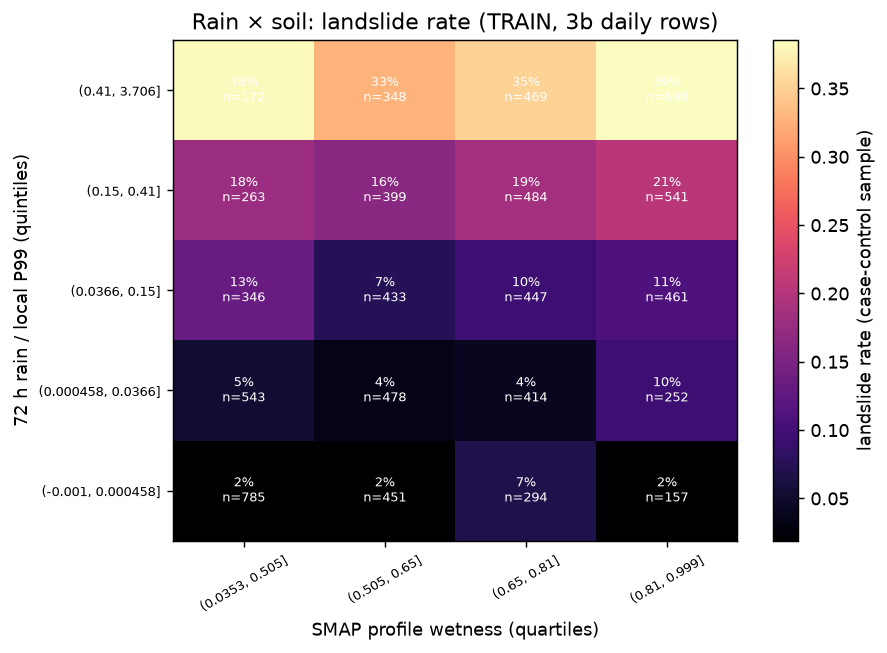 Rain × soil: landslide rate (TRAIN, 3b daily rows)
72 h rain / local P99 (quintiles)
(0.41, 3.706]
38% 33% 35% 39%
n=172 n=348 n=469
(0.15, 0.41]
18% 16% 19% 21%
n=263 n=399 n=484 n=541
(0.0366, 0.15]
13% 7% 10% 11%
n=346 n=433 n=447 n=461
(0.000458, 0.0366]
5% 4% 4% 10%
n=543 n=478 n=414 n=252
(-0.001, 0.000458]
2% 2% 7% 2%
n=785 n=451 n=294 n=157
(0.0353, 0.505] (0.505, 0.65] (0.65, 0.81] (0.81, 0.999]
SMAP profile wetness (quartiles)
0.35
0.30
0.25
0.20
0.15
0.10
0.05
landslide rate (case-control sample)